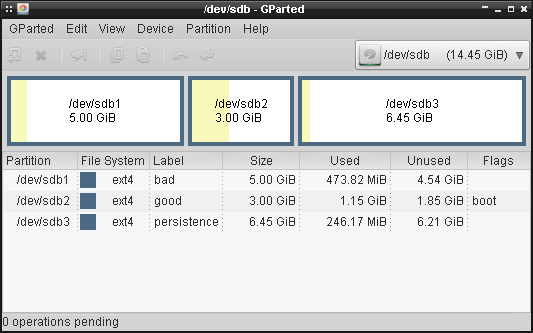 /dev/sdb - GParted
GParted Edit View Device Partition Help
/dev/sdb (14.45 GiB)
/dev/sdb1
5.00 GiB
/dev/sdb2
3.00 GiB
/dev/sdb3
6.45 GiB
Partition File System Label Size Used Unused Flags
/dev/sdb1 ext4 bad 5.00 GiB 473.82 MiB 4.54 GiB
/dev/sdb2 ext4 good 3.00 GiB 1.15 GiB 1.85 GiB boot
/dev/sdb3 ext4 persistence 6.45 GiB 246.17 MiB 6.21 GiB
0 operations pending